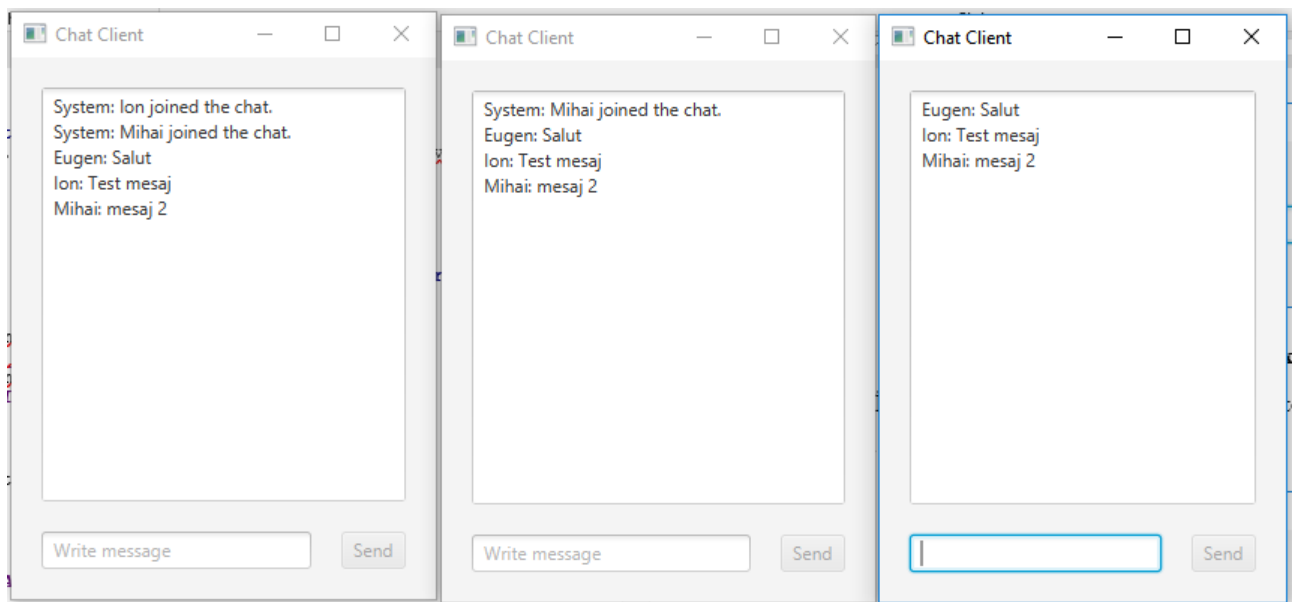 Chat Client
System: Ion joined the chat.
System: Mihai joined the chat.
Eugen: Salut
Ion: Test mesaj
Mihai: mesaj 2
Write message
Send
Chat Client
System: Mihai joined the chat.
Eugen: Salut
Ion: Test mesaj
Mihai: mesaj 2
Write message
Send
Chat Client
Eugen: Salut
Ion: Test mesaj
Mihai: mesaj 2
Send